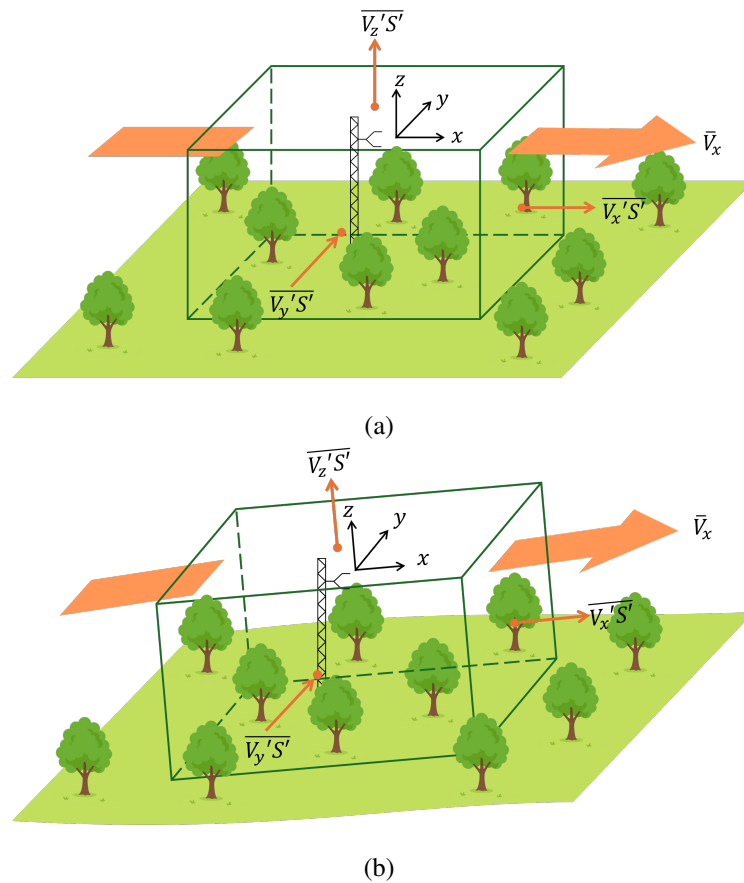 $\overline{V_z'S'}$
z
y
x
$\bar{V}_x$
$\overline{V_x'S'}$
$\overline{V_y'S'}$
(a)
$\overline{V_z'S'}$
z
y
x
$\bar{V}_x$
$\overline{V_x'S'}$
$\overline{V_y'S'}$
(b)